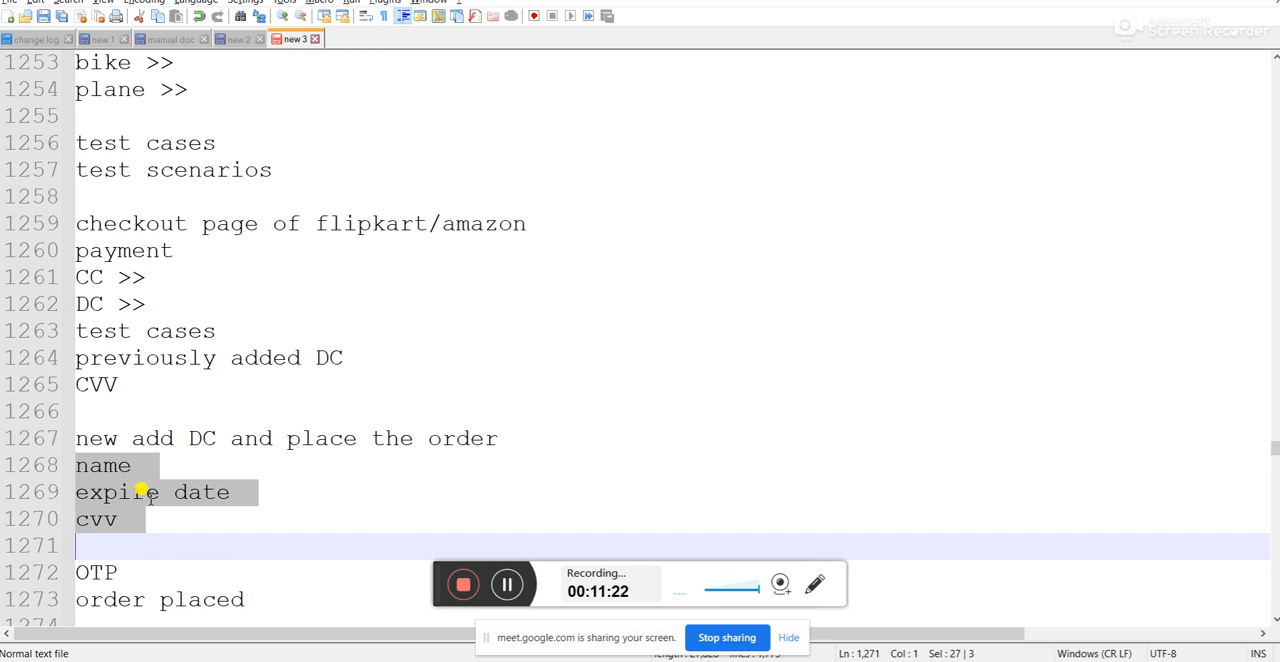 Apowersoft
Screen Recorder
change.log
new 1
manual doc
new 2
new 3
1253 bike >>
1254 plane >>
1255
1256 test cases
1257 test scenarios
1258
1259 checkout page of flipkart/amazon
1260 payment
1261 CC >>
1262 DC >>
1263 test cases
1264 previously added DC
1265 CVV
1266
1267 new add DC and place the order
1268 name
1269 expire date
1270 cvv
1271
1272 OTP
1273 order placed
1274
Recording...
00:11:22
meet.google.com is sharing your screen. Stop sharing Hide
Normal text file
Ln : 1,271 Col : 1 Sel : 27 | 3
Windows (CR LF)
UTF-8
INS